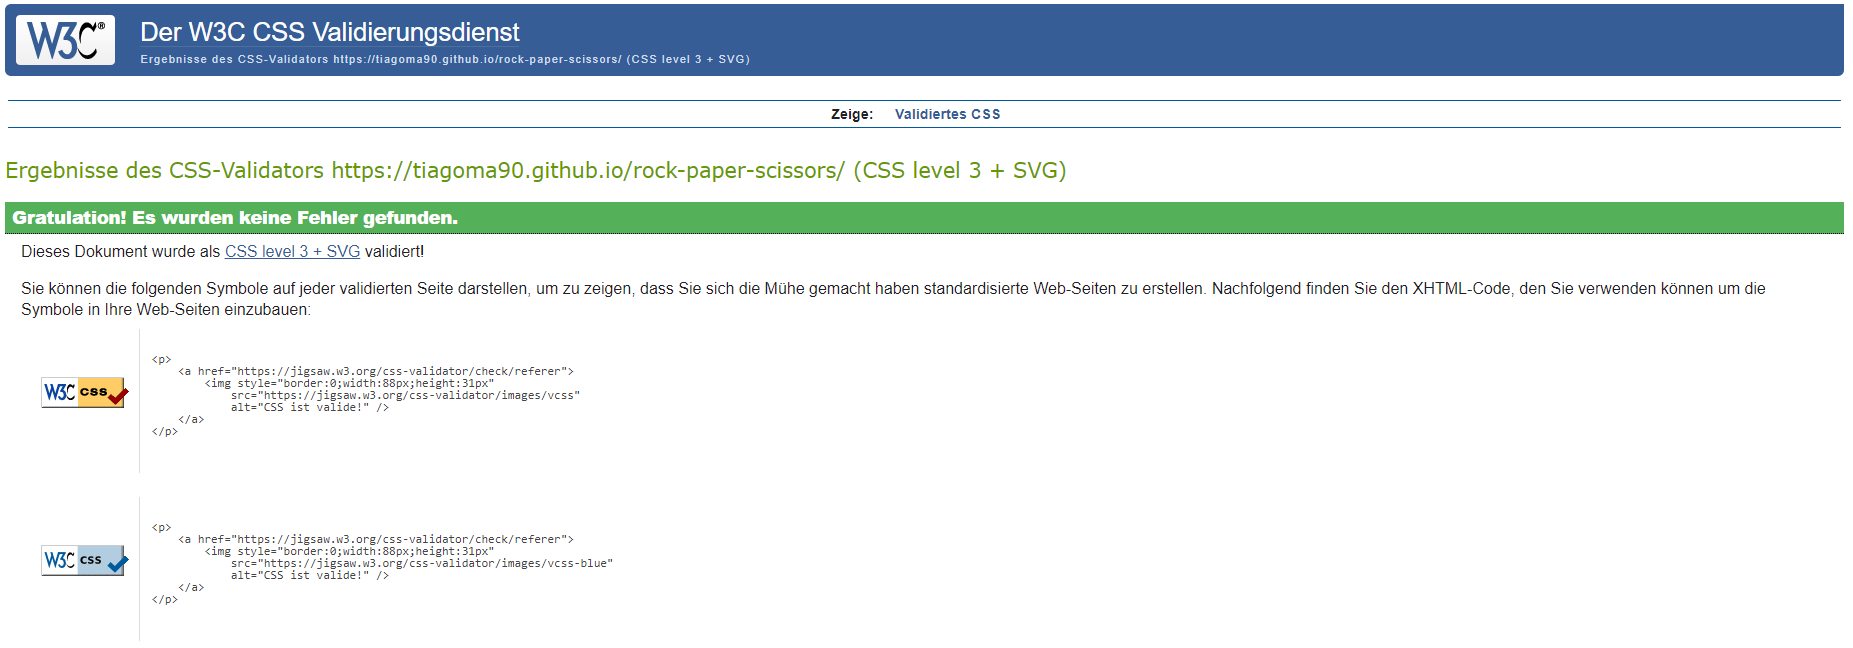 W3C®
Der W3C CSS Validierungsdienst
Ergebnisse des CSS-Validators https://tiagoma90.github.io/rock-paper-scissors/ (CSS level 3 + SVG)
Zeige: Validiertes CSS
Ergebnisse des CSS-Validators https://tiagoma90.github.io/rock-paper-scissors/ (CSS level 3 + SVG)
Gratulation! Es wurden keine Fehler gefunden.
Dieses Dokument wurde als CSS level 3 + SVG validiert!
Sie können die folgenden Symbole auf jeder validierten Seite darstellen, um zu zeigen, dass Sie sich die Mühe gemacht haben standardisierte Web-Seiten zu erstellen. Nachfolgend finden Sie den XHTML-Code, den Sie verwenden können um die
Symbole in Ihre Web-Seiten einzubauen:
W3C CSS
<p>
<a href="https://jigsaw.w3.org/css-validator/check/referer">
<img style="border:0;width:88px;height:31px"
src="https://jigsaw.w3.org/css-validator/images/vcss"
alt="CSS ist valide!" />
</a>
</p>
W3C CSS
<p>
<a href="https://jigsaw.w3.org/css-validator/check/referer">
<img style="border:0;width:88px;height:31px"
src="https://jigsaw.w3.org/css-validator/images/vcss-blue"
alt="CSS ist valide!" />
</a>
</p>